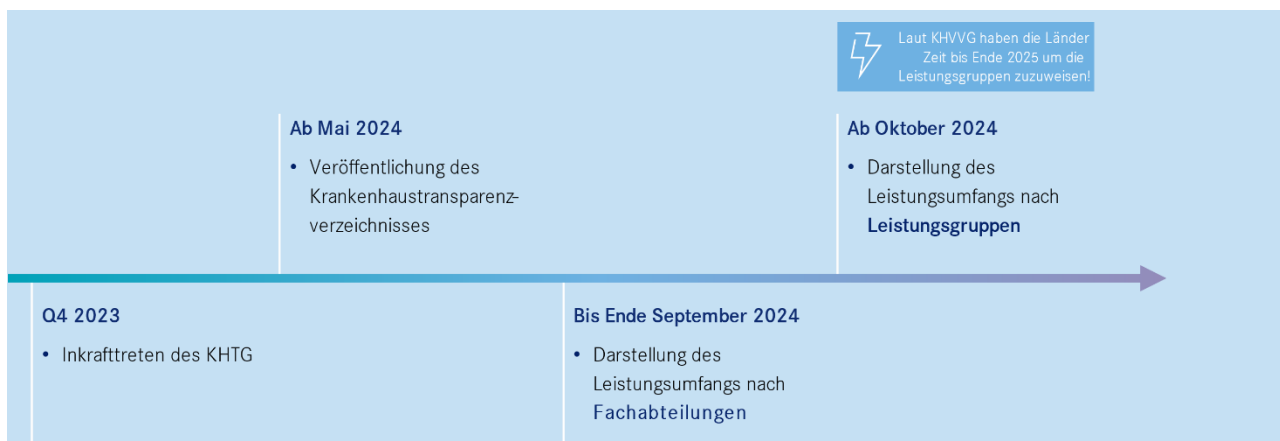 Laut KHVVG haben die Länder
Zeit bis Ende 2025 um die
Leistungsgruppen zuzuweisen!
Ab Mai 2024
• Veröffentlichung des
Krankenhaustransparenz-
verzeichnisses
Ab Oktober 2024
• Darstellung des
Leistungsumfangs nach
Leistungsgruppen
Q4 2023
• Inkrafttreten des KHTG
Bis Ende September 2024
• Darstellung des
Leistungsumfangs nach
Fachabteilungen